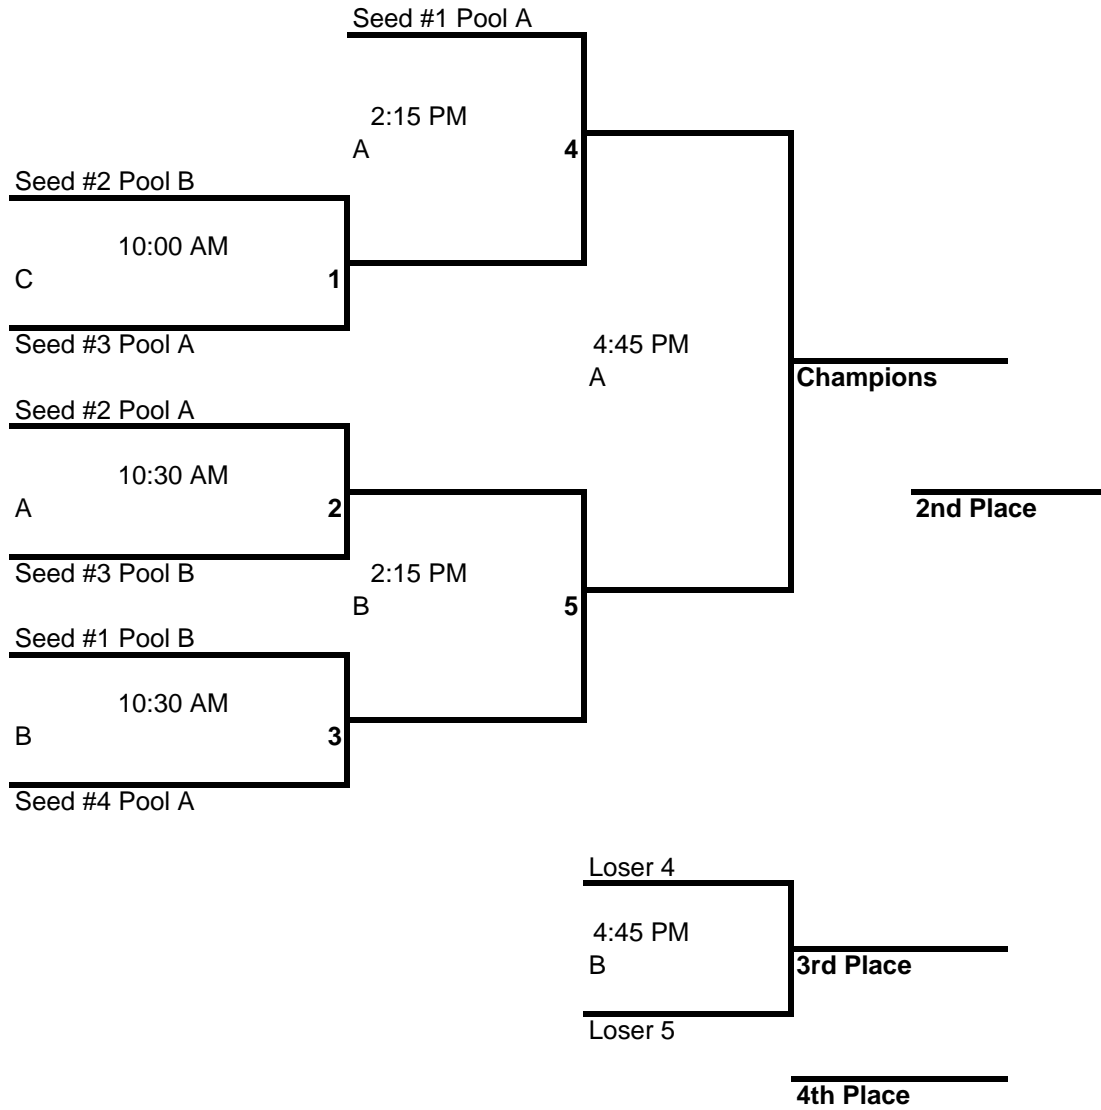 Seed #1 Pool A
2:15 PM
A 4
Seed #2 Pool B
10:00 AM
C 1
Seed #3 Pool A
4:45 PM
A
Champions
Seed #2 Pool A
10:30 AM
A 2
2nd Place
Seed #3 Pool B
2:15 PM
B 5
Seed #1 Pool B
10:30 AM
B 3
Seed #4 Pool A
Loser 4
4:45 PM
B
3rd Place
Loser 5
4th Place